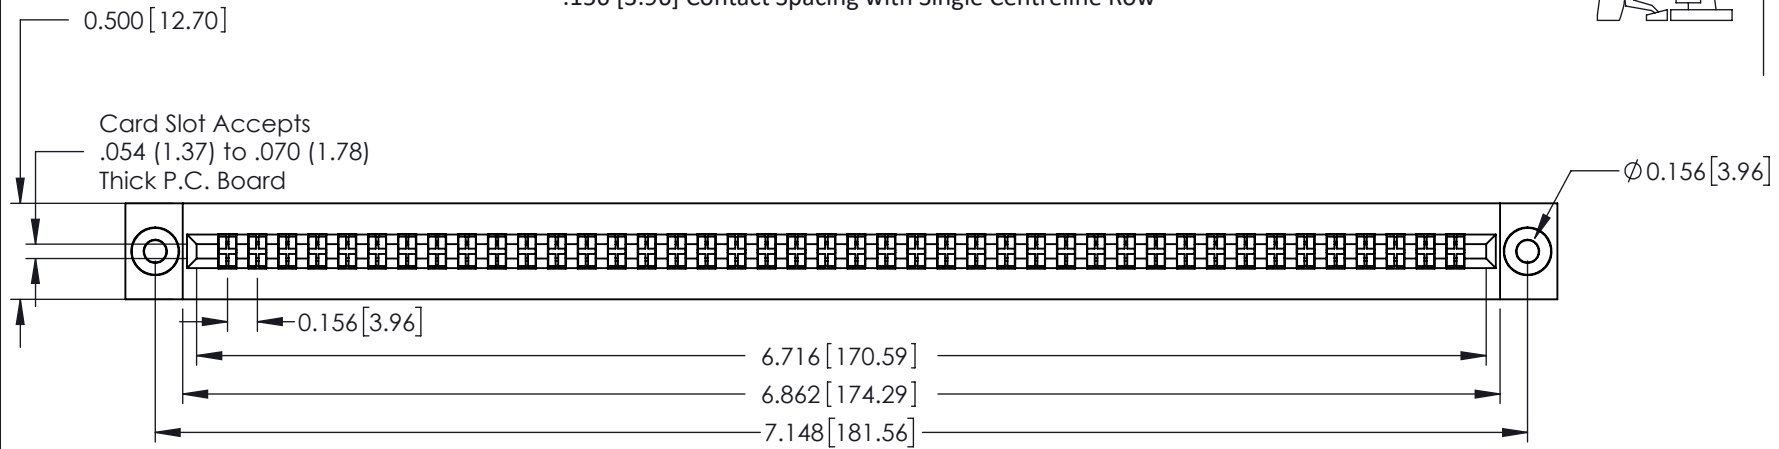 .156 [3.96] Contact Spacing with Single Centreline Row
0.500 [12.70]
Card Slot Accepts
.054 (1.37) to .070 (1.78)
Thick P.C. Board
Ø0.156[3.96]
0.156[3.96]
6.716 [170.59]
6.862 [174.29]
7.148[181.56]